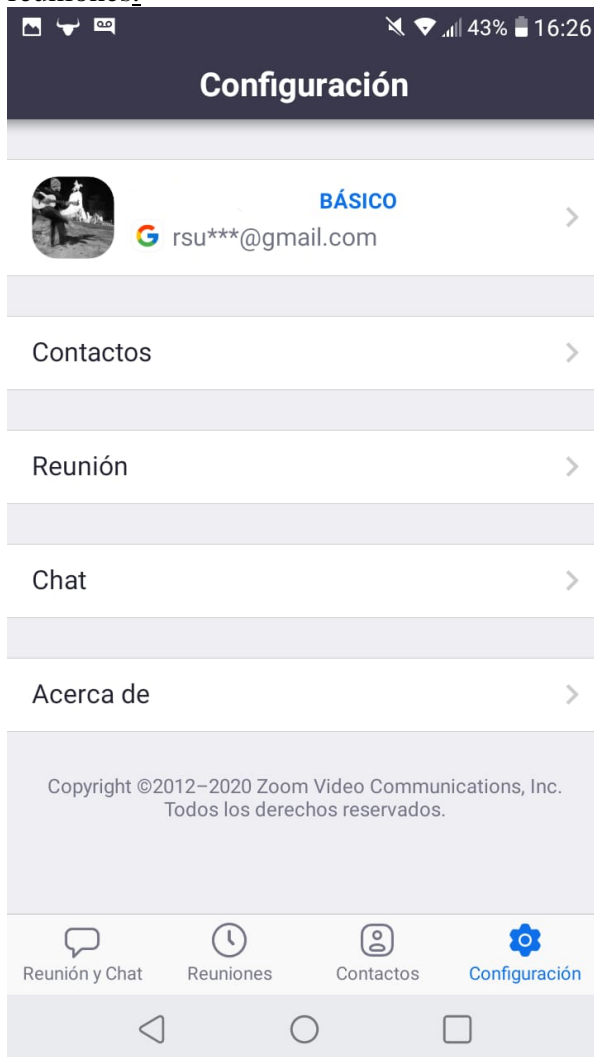 reuniones.
43% 16:26
Configuración
BÁSICO
G rsu***@gmail.com
Contactos
Reunión
Chat
Acerca de
Copyright ©2012–2020 Zoom Video Communications, Inc.
Todos los derechos reservados.
Reunión y Chat Reuniones Contactos Configuración